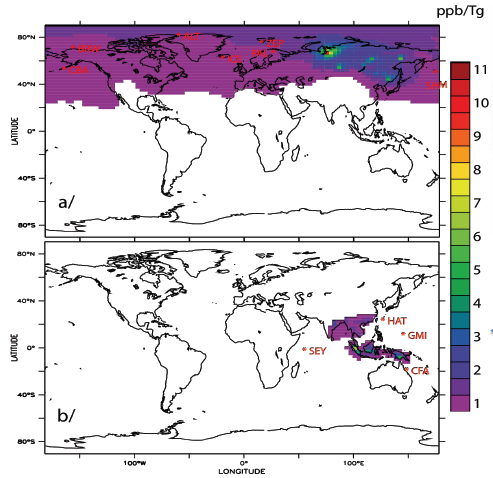 ppb/Tg
80°N
40°N
0°
40°S
80°S
LATITUDE
a/
11
10
9
8
7
6
5
4
3
2
1
80°N
40°N
0°
40°S
80°S
LATITUDE
HAT
GMI
SEY
CFA
b/
100°W
0°
100°E
LONGITUDE